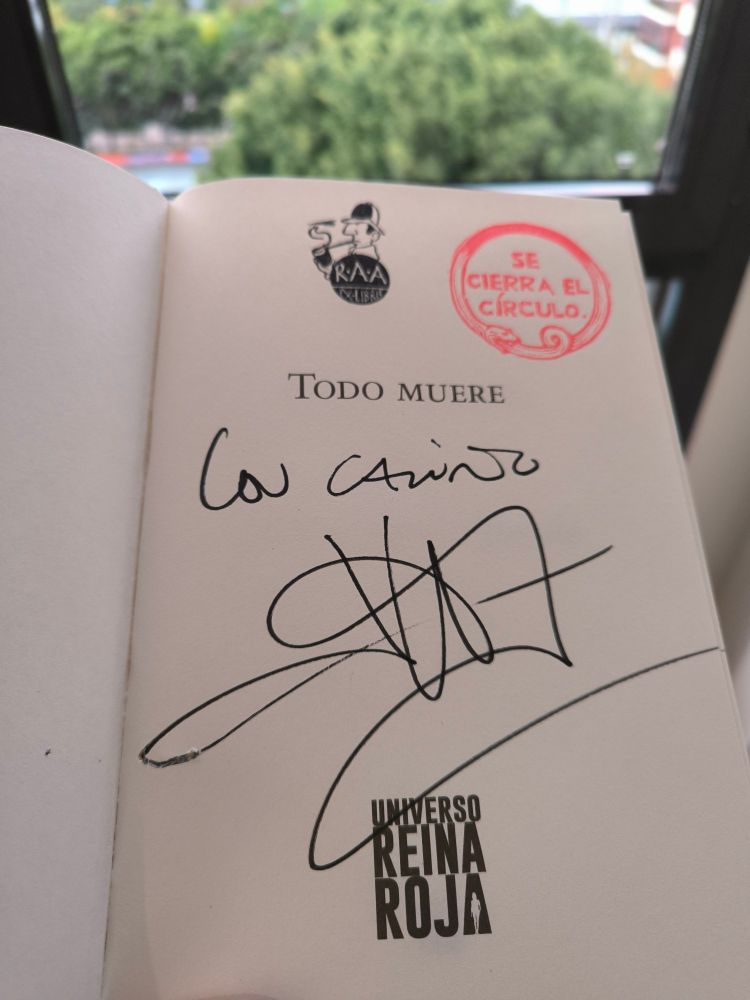 R·A·A
SE
CIERRA EL
CÍRCULO.
TODO MUERE
CON CARIÑO
UNIVERSO
REINA
ROJA